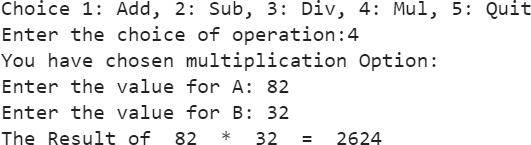 Choice 1: Add, 2: Sub, 3: Div, 4: Mul, 5: Quit
Enter the choice of operation:4
You have chosen multiplication Option:
Enter the value for A: 82
Enter the value for B: 32
The Result of  82  *  32  =  2624